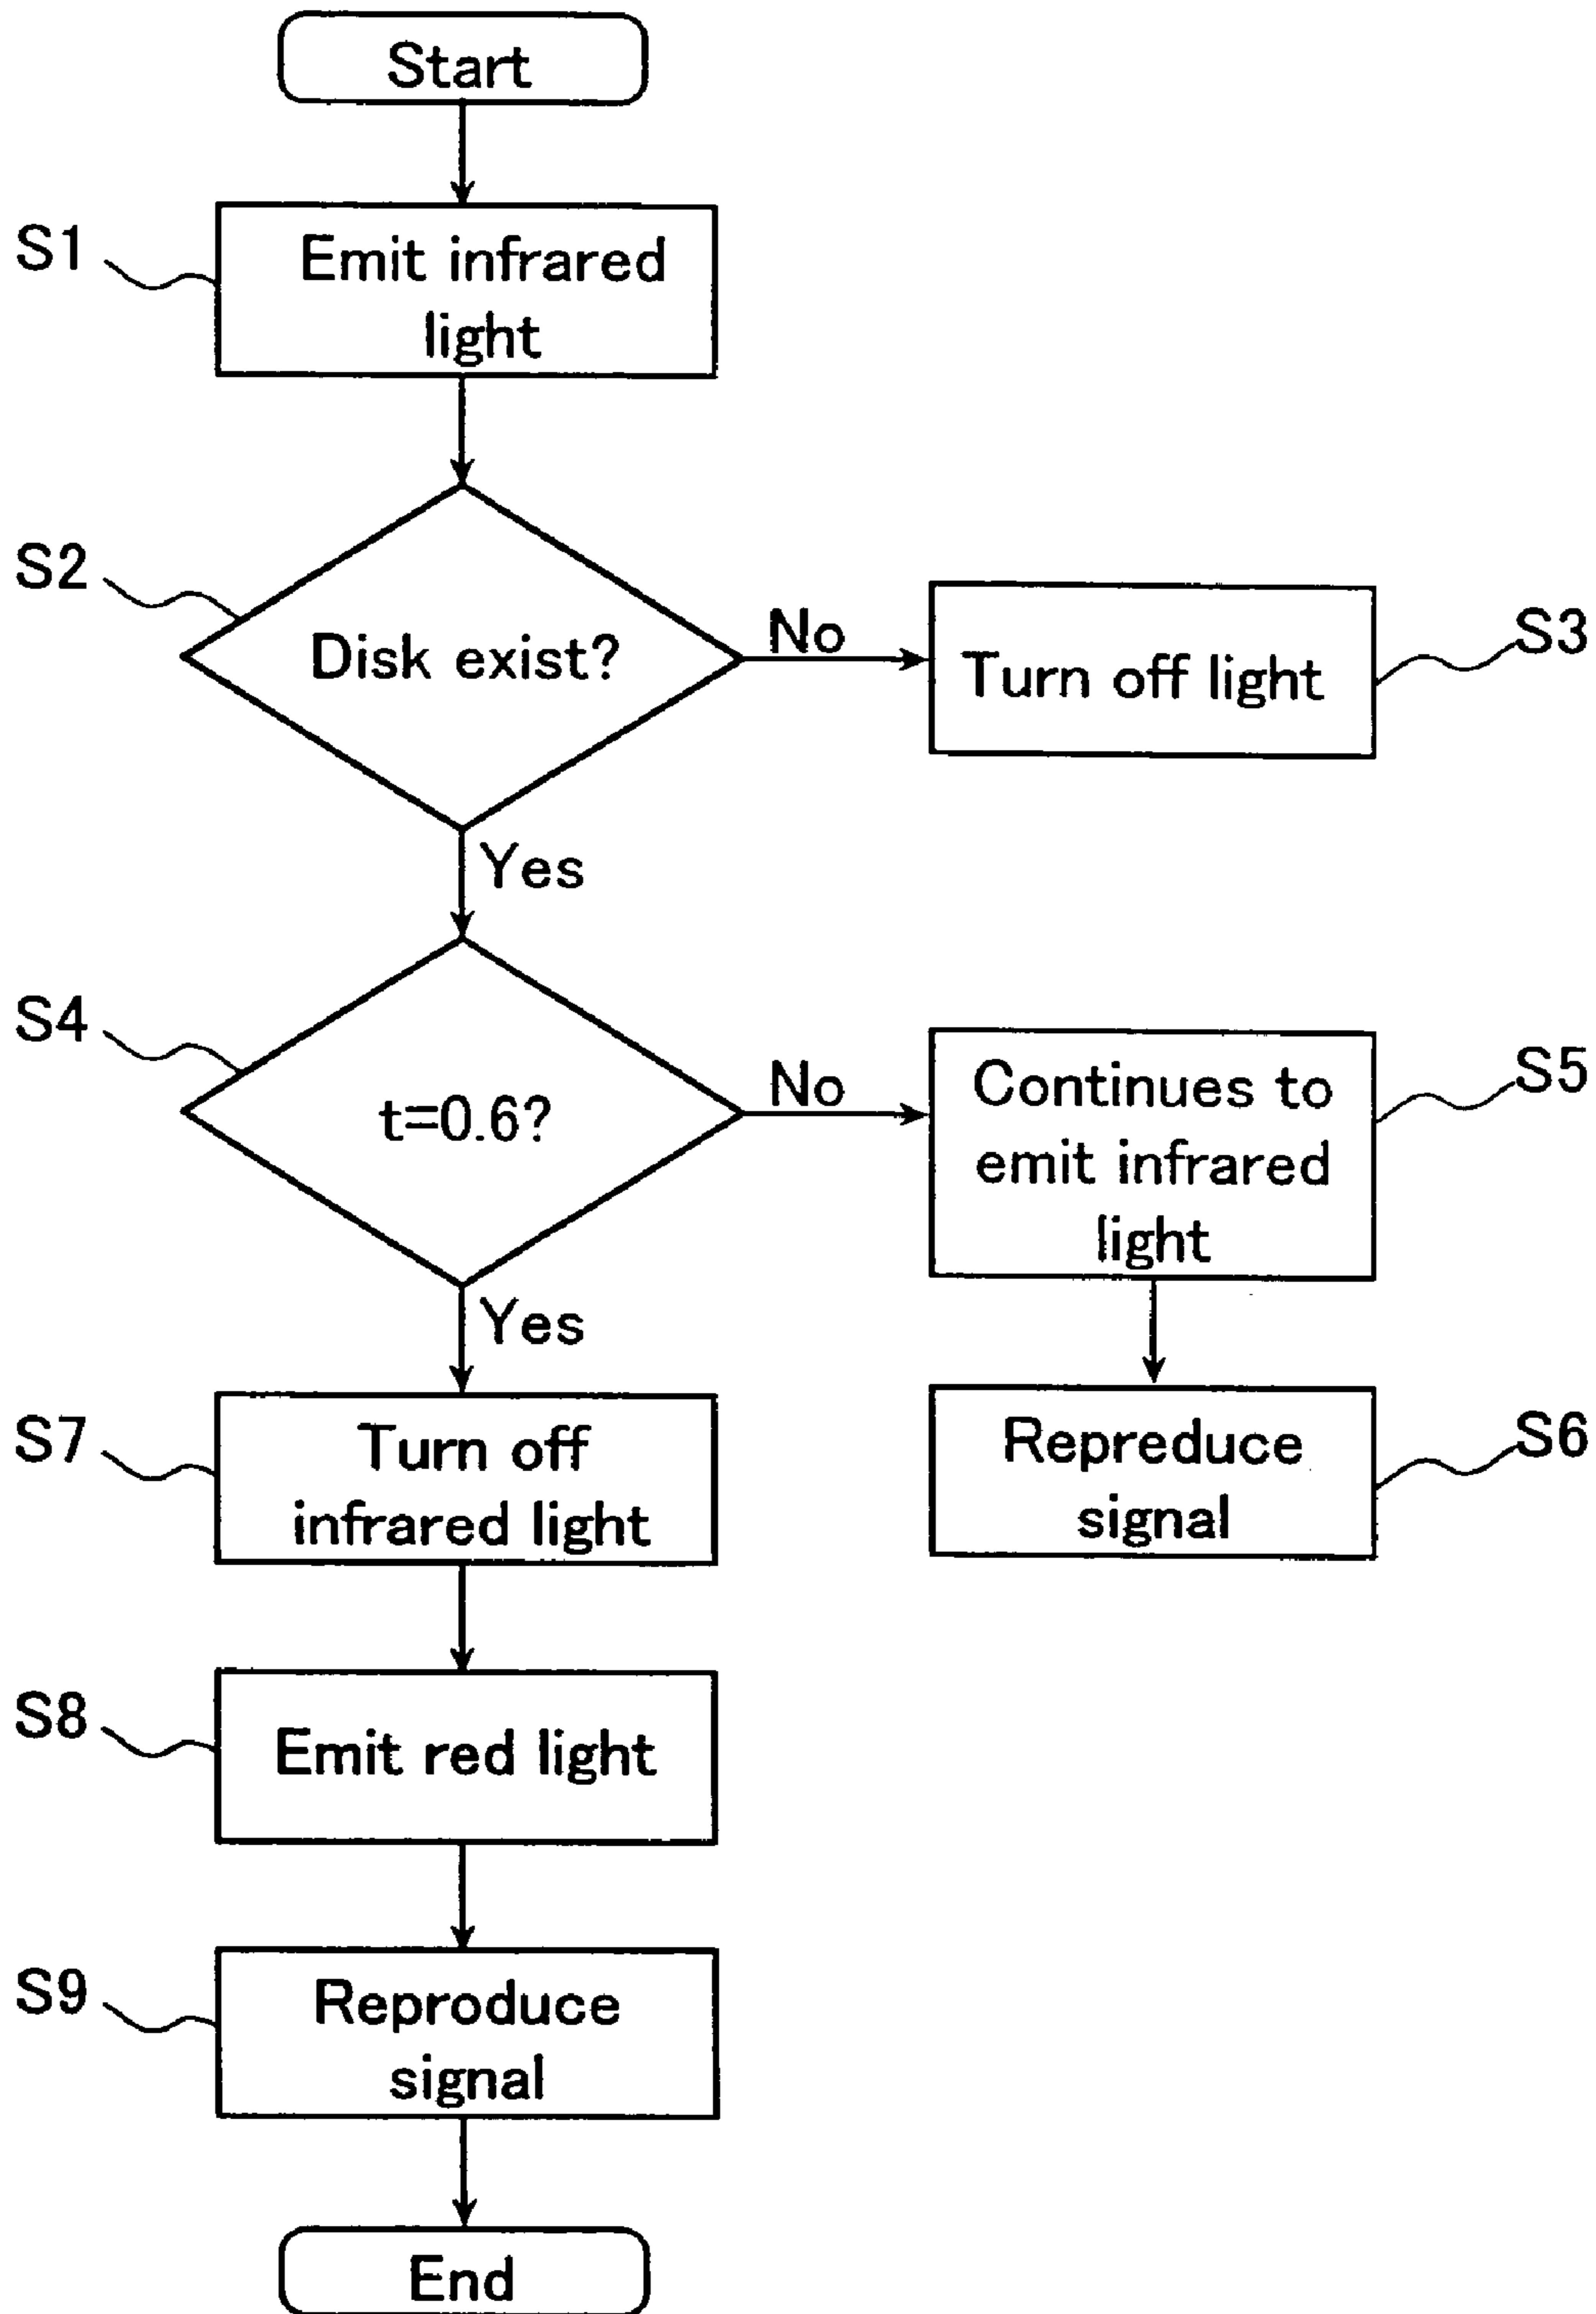 Start
S1
Emit infrared
light
S2
Disk exist?
No
Turn off light
S3
Yes
S4
t=0.6?
No
Continues to
emit infrared
light
S5
Yes
S7
Turn off
infrared light
Repreduce
signal
S6
S8
Emit red light
S9
Reproduce
signal
End